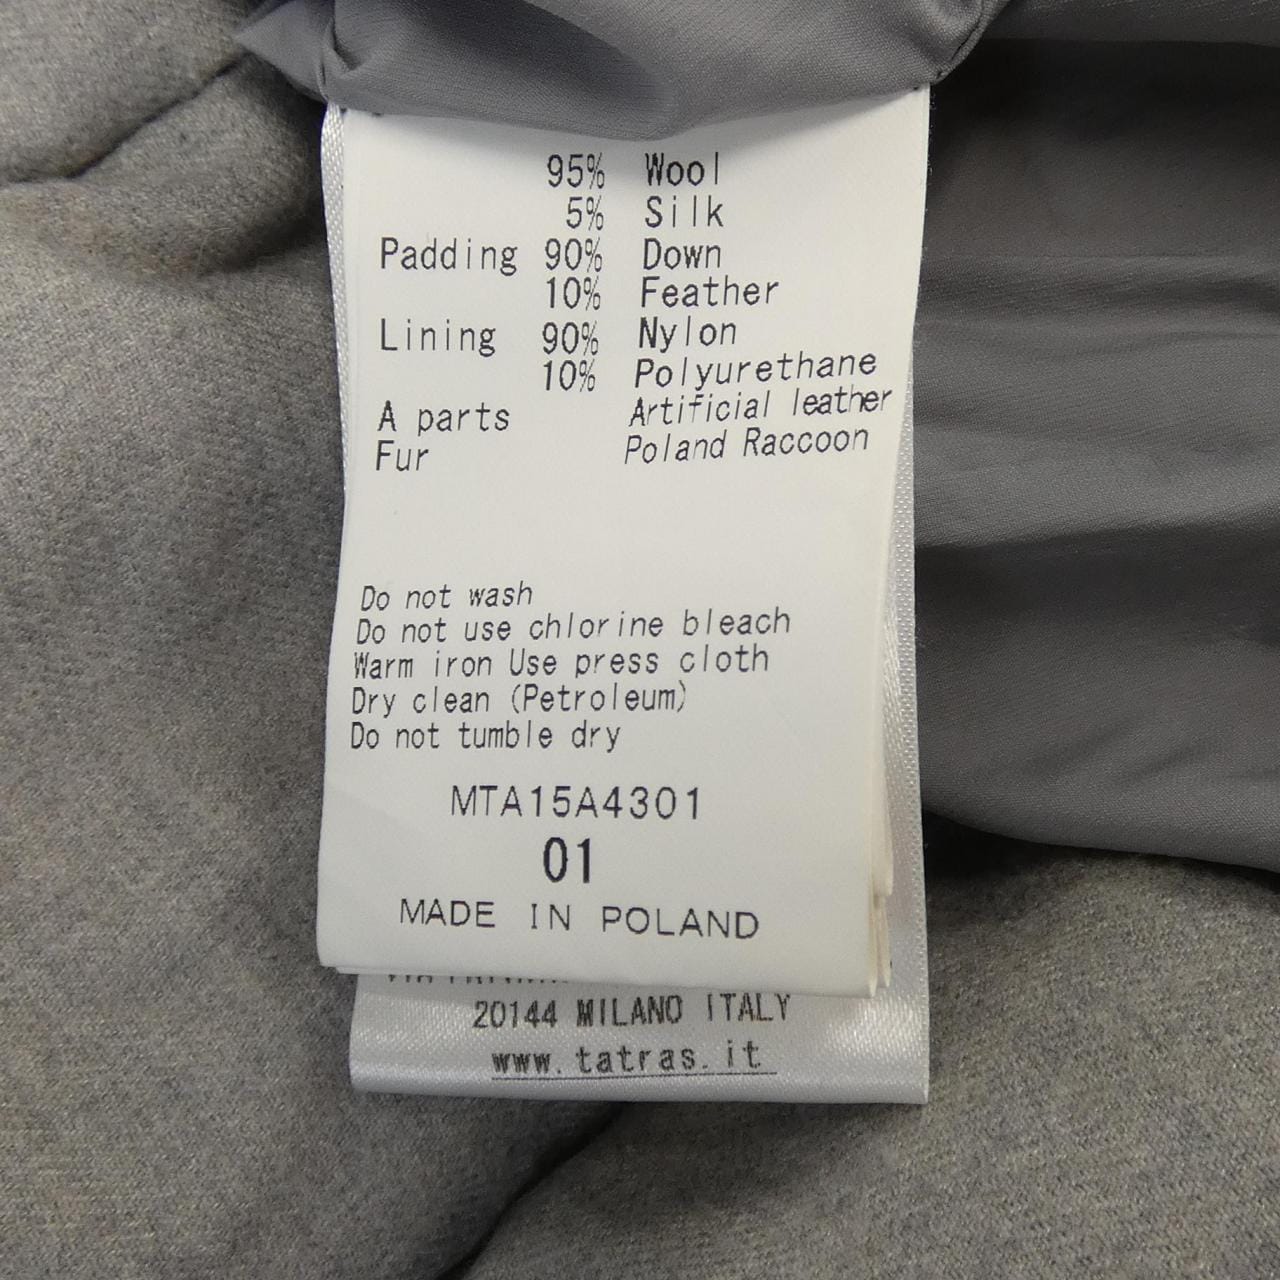 95% Wool
5% Silk
Padding 90% Down
10% Feather
Lining 90% Nylon
10% Polyurethane
A parts Artificial leather
Fur Poland Raccoon
Do not wash
Do not use chlorine bleach
Warm iron Use press cloth
Dry clean (Petroleum)
Do not tumble dry
MTA15A4301
01
MADE IN POLAND
20144 MILANO ITALY
www.tatras.it